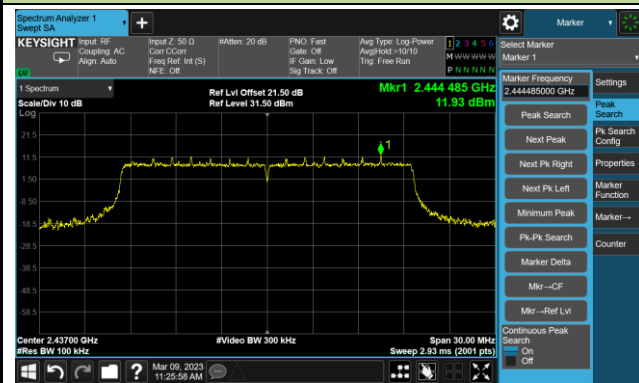 Spectrum Analyzer 1
Swept SA
Marker
KEYSIGHT
Input: RF
Coupling: AC
Align: Auto
Input Z: 50 Ω
Corr CCorr
Freq Ref: Int (S)
NFE: Off
#Atten: 20 dB
PNO: Fast
Gate: Off
IF Gain: Low
Sig Track: Off
Avg Type: Log-Power
Avg|Hold:>10/10
Trig: Free Run
1 2 3 4 5 6
M W W W W W
P N N N N N
LW
Select Marker
Marker 1
1 Spectrum
Scale/Div 10 dB
Log
Ref Lvl Offset 21.50 dB
Ref Level 31.50 dBm
Mkr1 2.444 485 GHz
11.93 dBm
21.5
11.5
1.50
-8.50
-18.5
-28.5
-38.5
-48.5
-58.5
1
Center 2.43700 GHz
#Res BW 100 kHz
#Video BW 300 kHz
Span 30.00 MHz
Sweep 2.93 ms (2001 pts)
Marker Frequency
2.444485000 GHz
Peak Search
Next Peak
Next Pk Right
Next Pk Left
Minimum Peak
Pk-Pk Search
Marker Delta
Mkr→CF
Mkr→Ref Lvl
Continuous Peak
Search
On
Off
Settings
Peak
Search
Pk Search
Config
Properties
Marker
Function
Marker→
Counter
?
Mar 09, 2023
11:25:58 AM